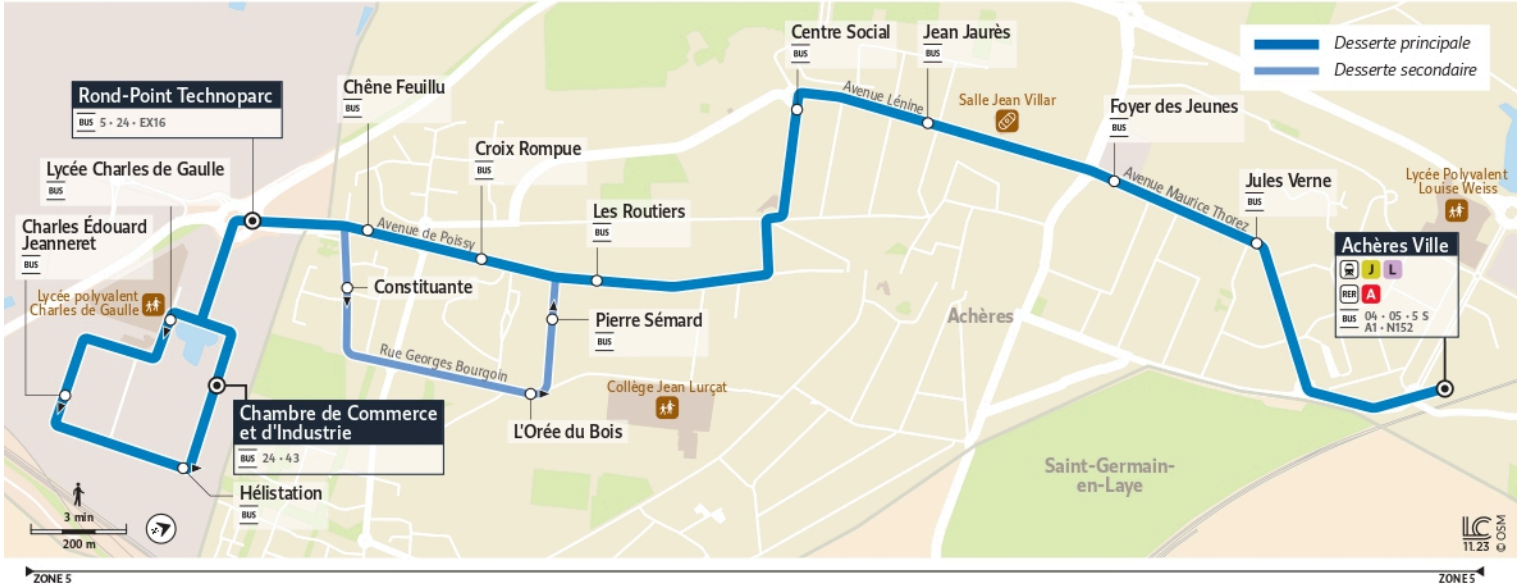 Centre Social
BUS
Jean Jaurès
BUS
Desserte principale
Desserte secondaire
Rond-Point Technoparc
BUS 5 • 24 • EX16
Chêne Feuillu
BUS
Avenue Lénine
Salle Jean Villar
Foyer des Jeunes
BUS
Lycée Charles de Gaulle
BUS
Croix Rompue
BUS
Avenue Maurice Thorez
Jules Verne
BUS
Lycée Polyvalent
Louise Weiss
Charles Édouard
Jeanneret
BUS
Avenue de Poissy
Les Routiers
BUS
Achères Ville
J L
RER A
BUS 04 • 05 • 5 S
A1 • N152
Lycée polyvalent
Charles de Gaulle
Constituante
Pierre Sémard
BUS
Achères
Rue Georges Bourgoin
Collège Jean Lurçat
Chambre de Commerce
et d'Industrie
BUS 24 • 43
L'Orée du Bois
Saint-Germain-
en-Laye
Hélistation
BUS
3 min
200 m
LC
11.23
© OSM
ZONE 5
ZONE 5